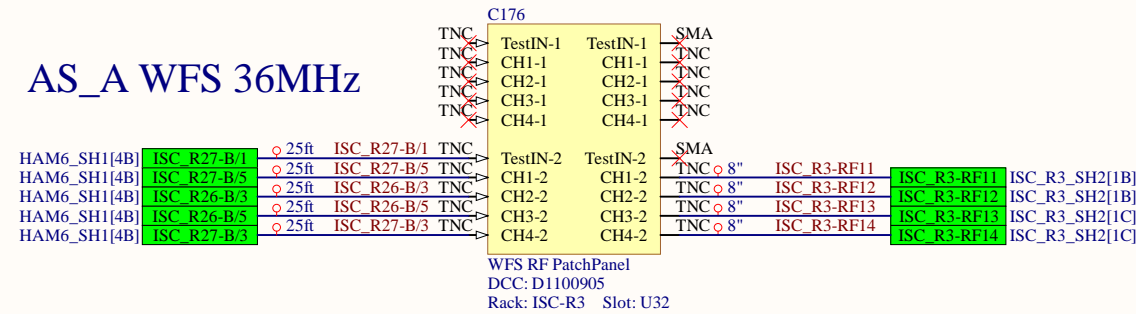 C176
AS_A WFS 36MHz
TNC TestIN-1 TestIN-1 SMA
TNC CH1-1 CH1-1 TNC
TNC CH2-1 CH2-1 TNC
TNC CH3-1 CH3-1 TNC
TNC CH4-1 CH4-1 TNC
HAM6_SH1[4B] ISC_R27-B/1 25ft ISC_R27-B/1 TNC TestIN-2 TestIN-2 SMA
HAM6_SH1[4B] ISC_R27-B/5 25ft ISC_R27-B/5 TNC CH1-2 CH1-2 TNC 8" ISC_R3-RF11 ISC_R3-RF11 ISC_R3_SH2[1B]
HAM6_SH1[4B] ISC_R26-B/3 25ft ISC_R26-B/3 TNC CH2-2 CH2-2 TNC 8" ISC_R3-RF12 ISC_R3-RF12 ISC_R3_SH2[1B]
HAM6_SH1[4B] ISC_R26-B/5 25ft ISC_R26-B/5 TNC CH3-2 CH3-2 TNC 8" ISC_R3-RF13 ISC_R3-RF13 ISC_R3_SH2[1C]
HAM6_SH1[4B] ISC_R27-B/3 25ft ISC_R27-B/3 TNC CH4-2 CH4-2 TNC 8" ISC_R3-RF14 ISC_R3-RF14 ISC_R3_SH2[1C]
WFS RF PatchPanel
DCC: D1100905
Rack: ISC-R3 Slot: U32